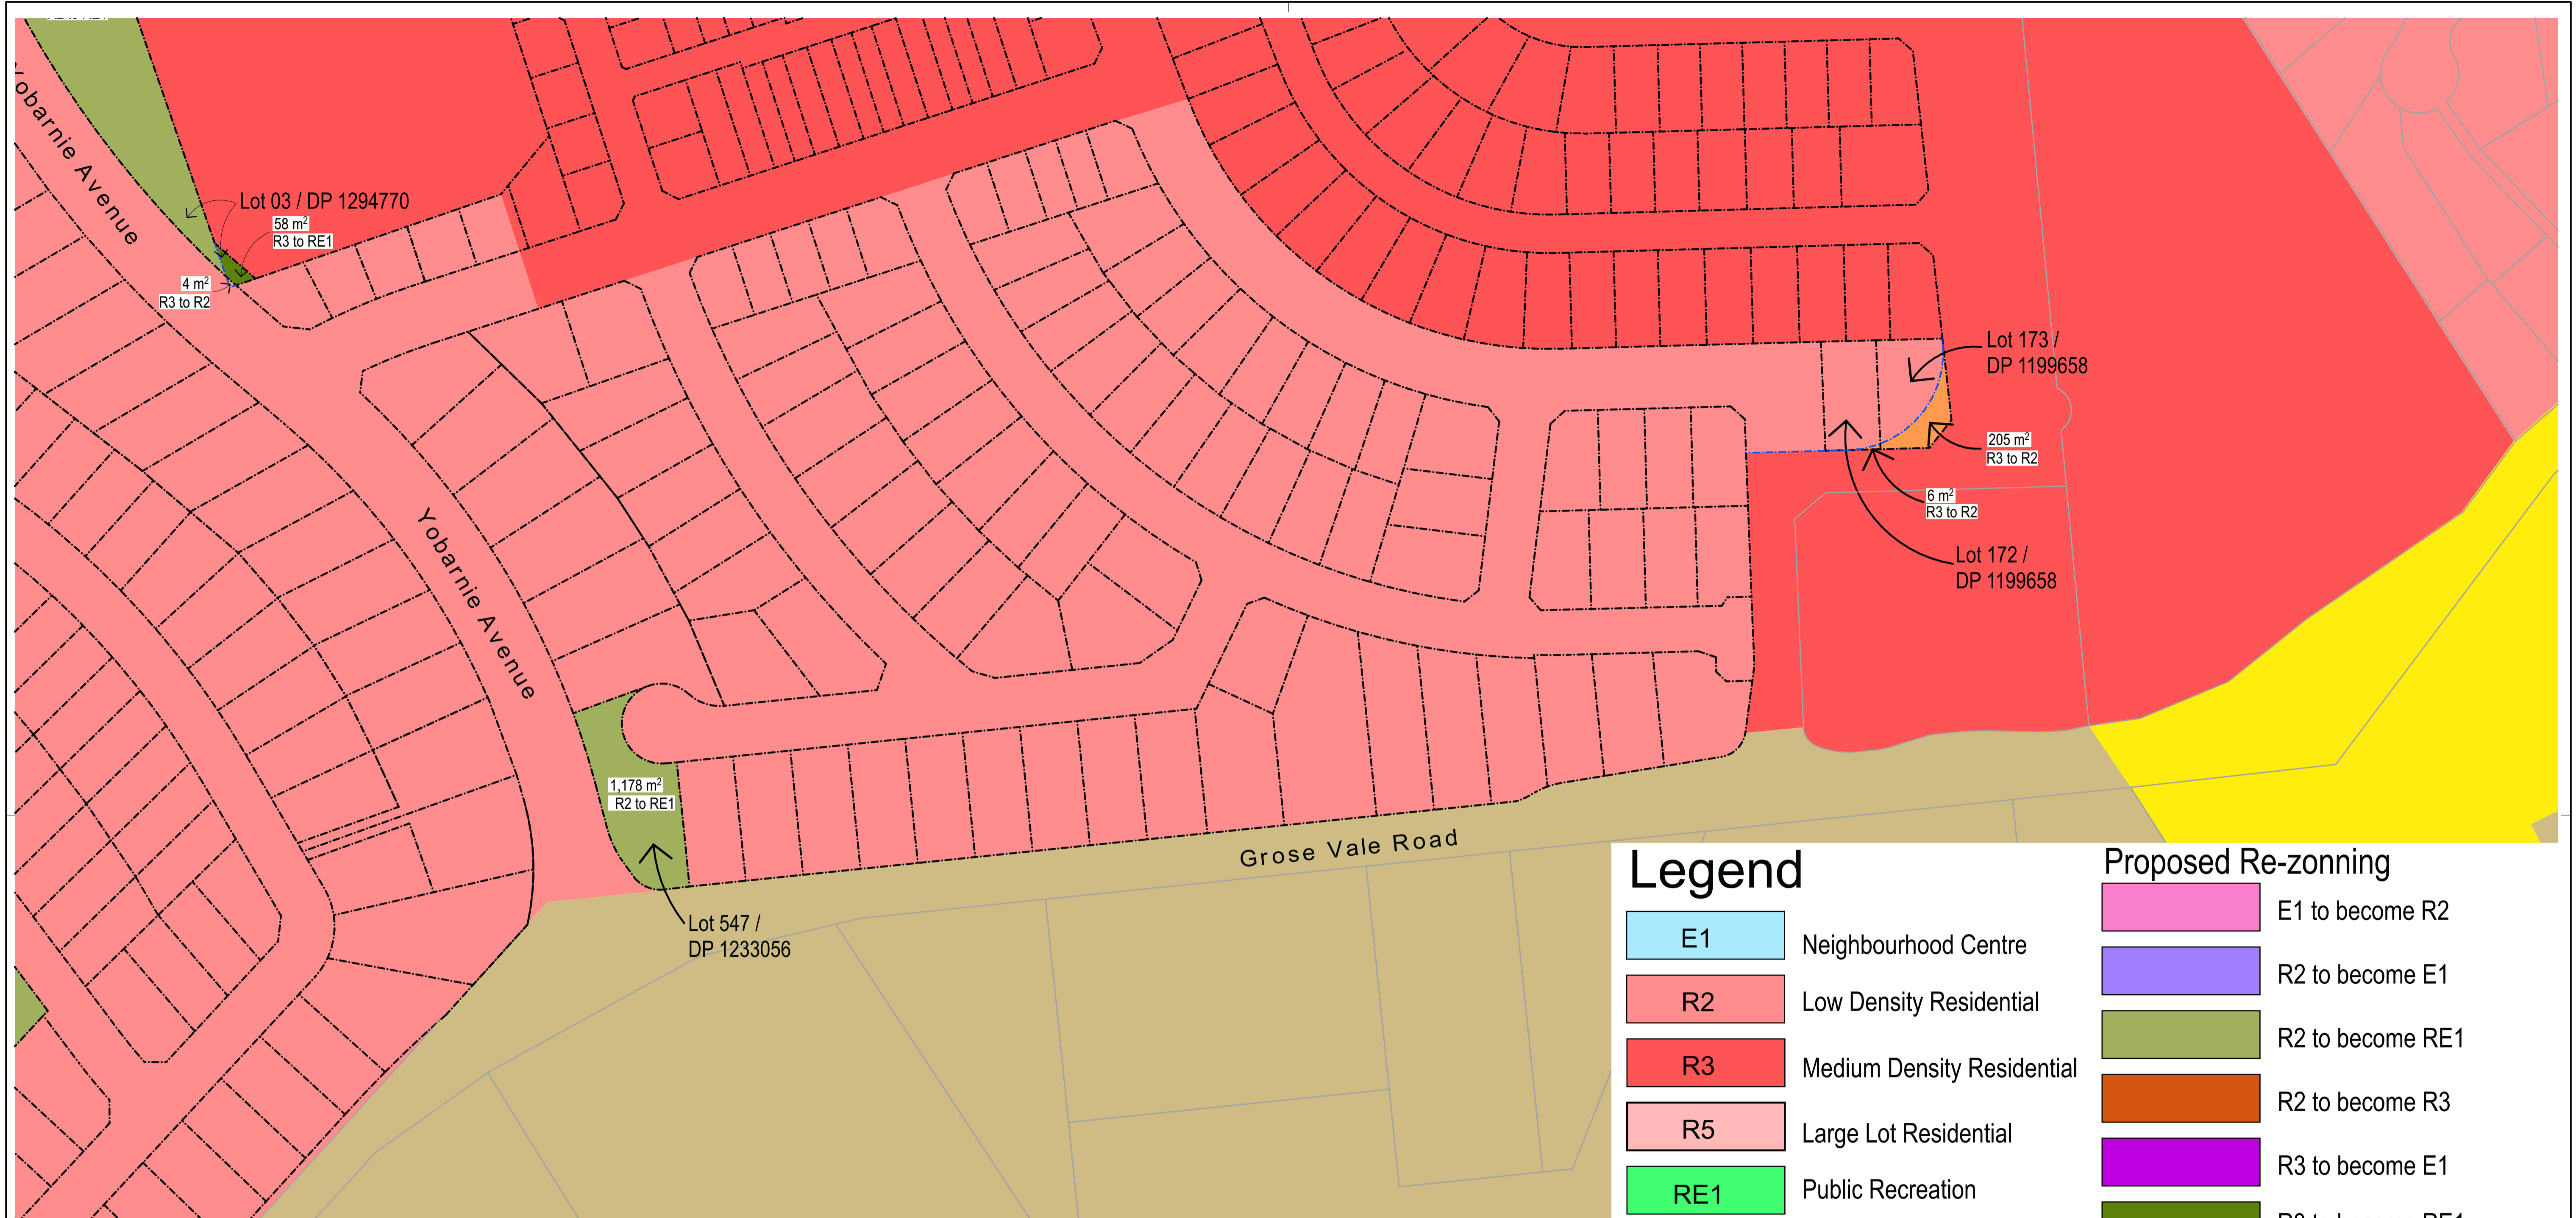 Yobarnie Avenue
Lot 03 / DP 1294770
58 m²
R3 to RE1
4 m²
R3 to R2
Lot 173 /
DP 1199658
205 m²
R3 to R2
6 m²
R3 to R2
Lot 172 /
DP 1199658
Yobarnie Avenue
1,178 m²
R2 to RE1
Grose Vale Road
Lot 547 /
DP 1233056
Legend
E1 Neighbourhood Centre
R2 Low Density Residential
R3 Medium Density Residential
R5 Large Lot Residential
RE1 Public Recreation
Proposed Re-zonning
E1 to become R2
R2 to become E1
R2 to become RE1
R2 to become R3
R3 to become E1